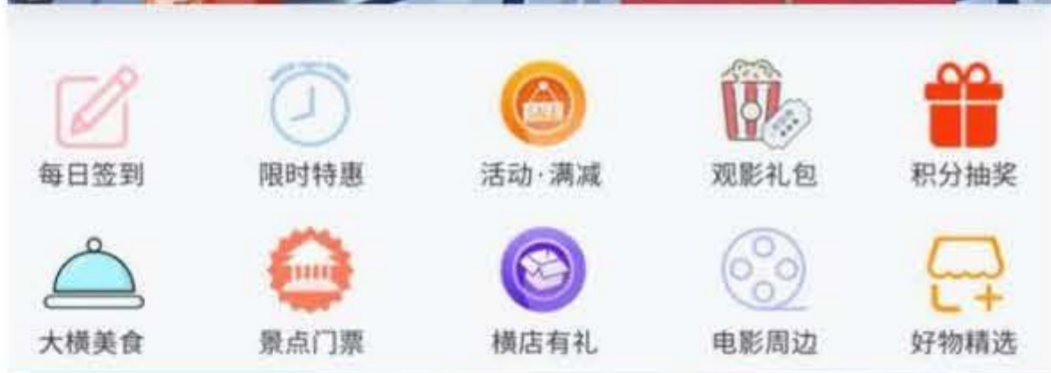 每日签到 限时特惠 活动·满减 观影礼包 积分抽奖
大横美食 景点门票 横店有礼 电影周边 好物精选